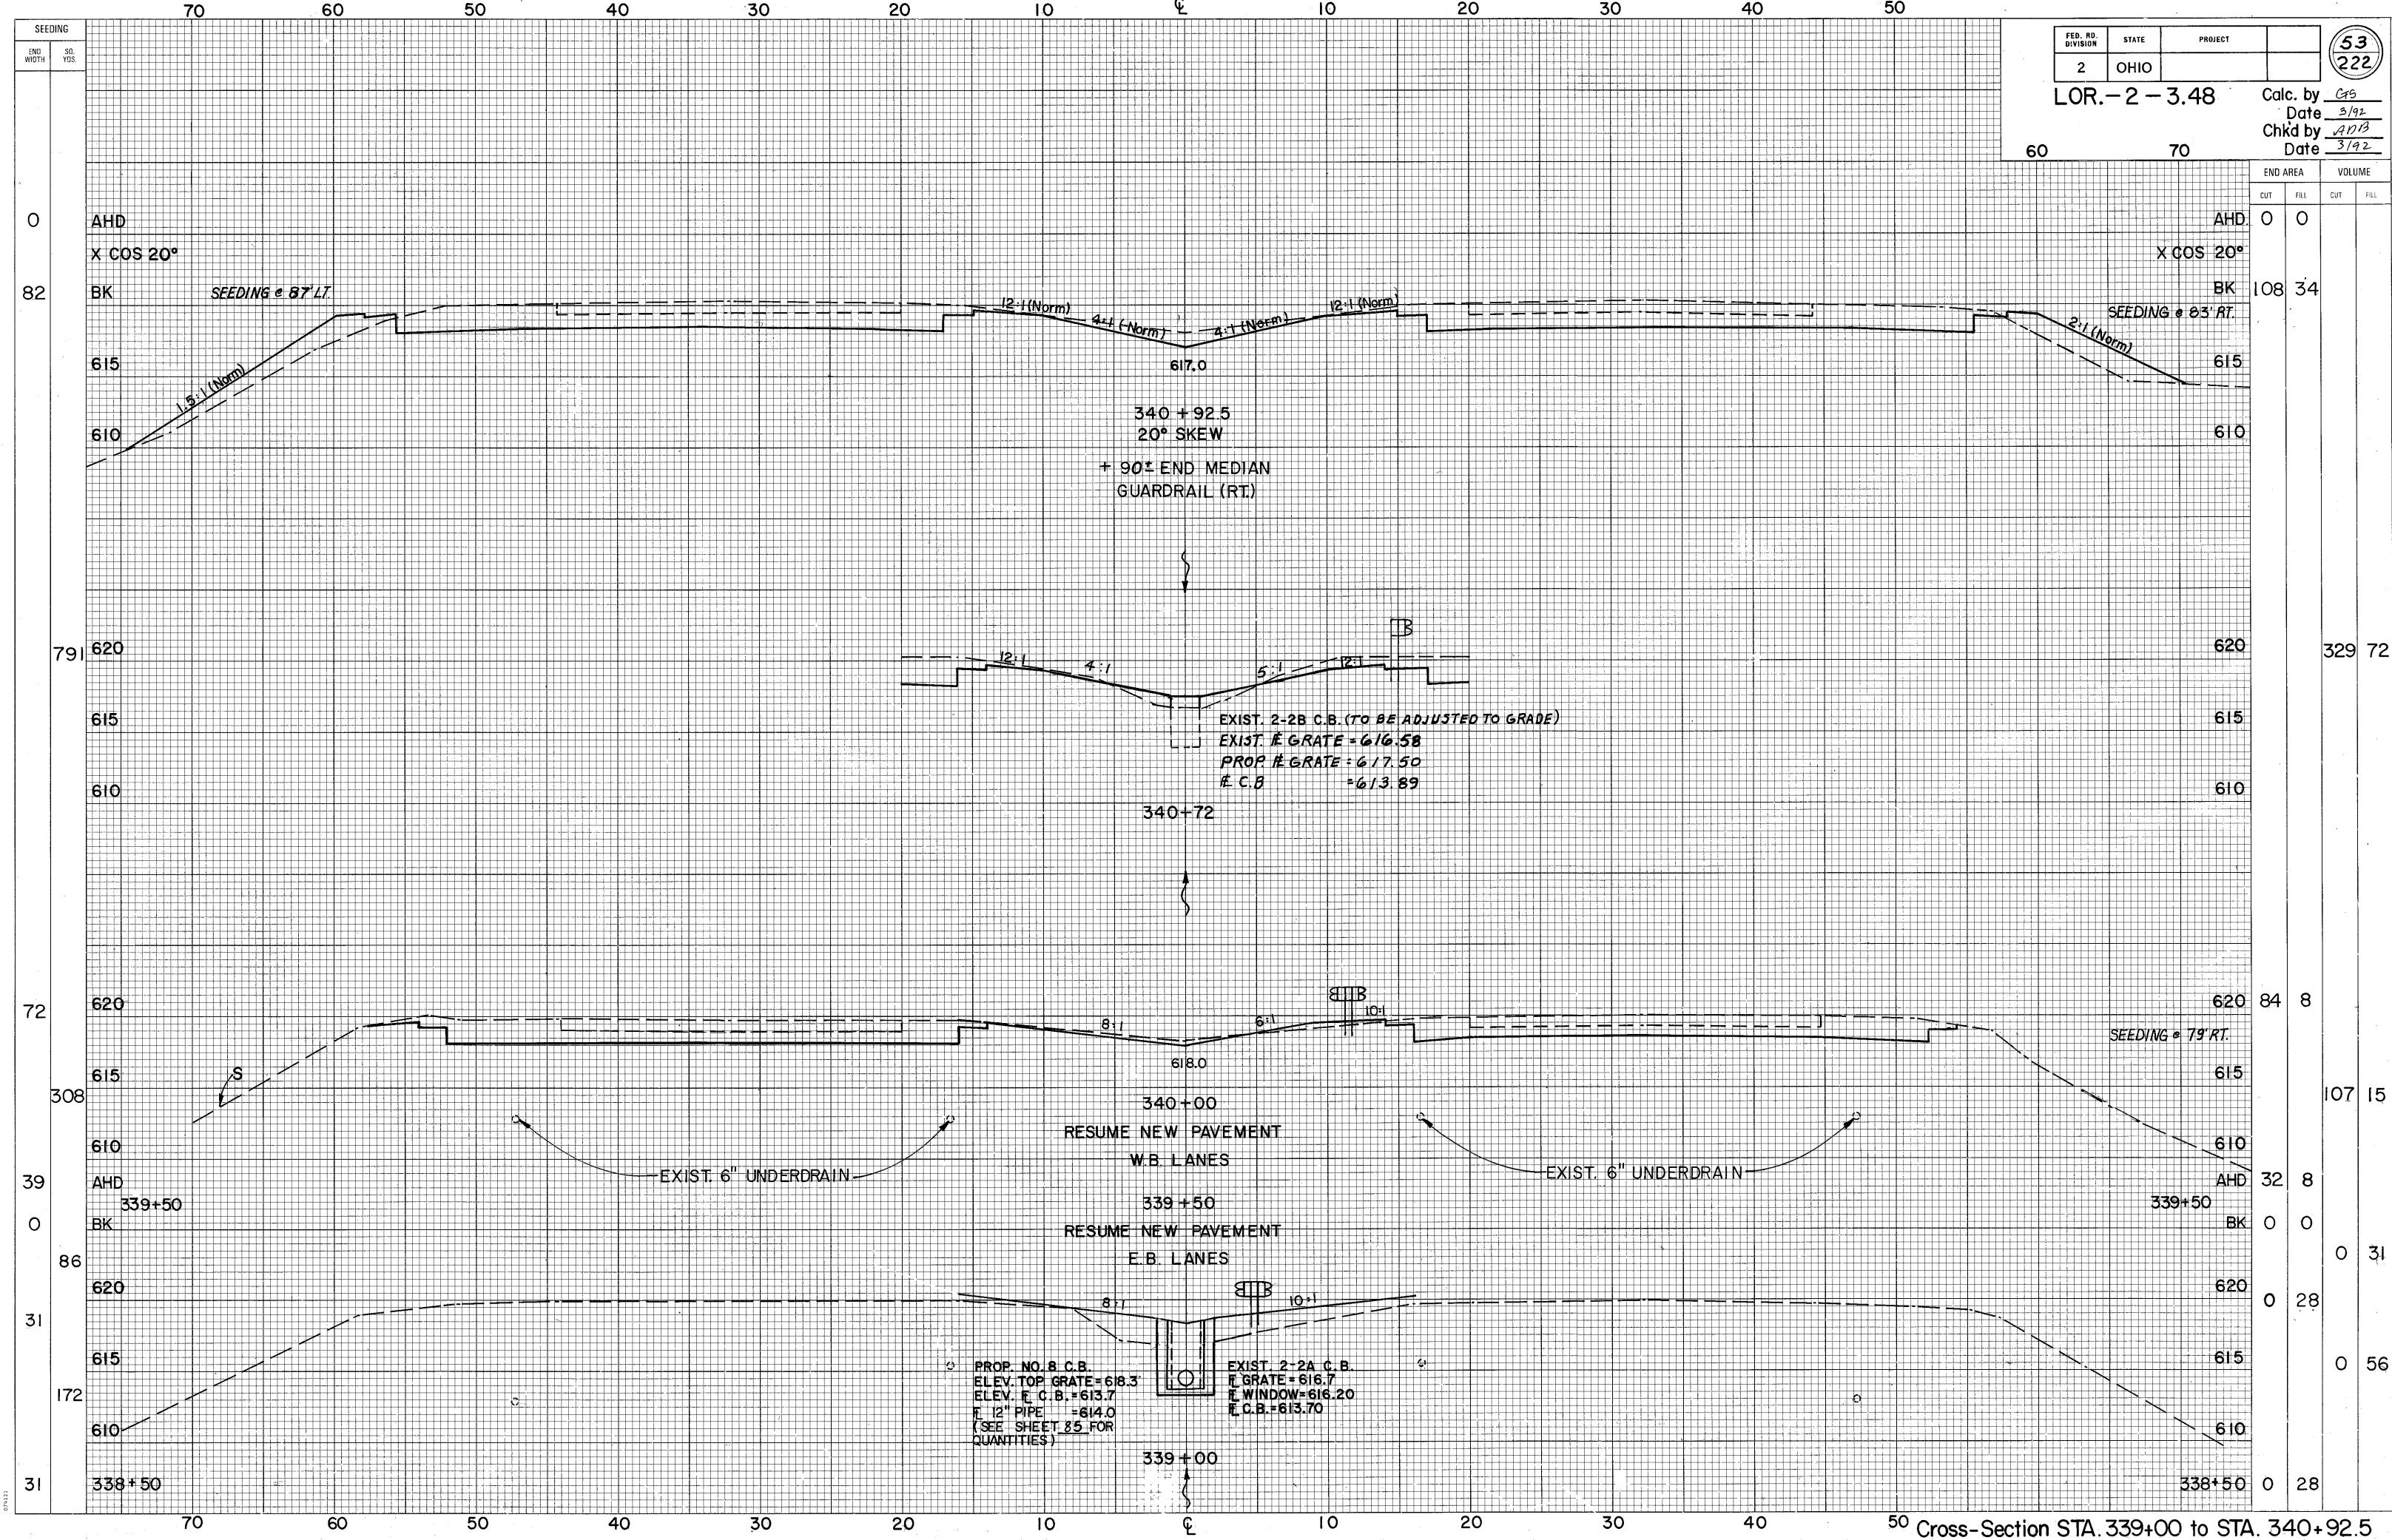 70 60 50 40 30 20 10 ℄ 10 20 30 40 50
SEEDING
END WIDTH
SQ. YDS.
FED. RD. DIVISION STATE PROJECT
2 OHIO
53
222
LOR.-2-3.48
Calc. by GS
Date 3/92
Chk'd by ADB
Date 3/92
60 70
END AREA VOLUME
CUT FILL CUT FILL
0 AHD
AHD. 0 0
X COS 20°
X COS 20°
82 BK SEEDING @ 87' LT.
BK 108 34
SEEDING @ 83' RT.
12:1 (Norm)
4:1 (Norm)
4:1 (Norm)
12:1 (Norm)
2:1 (Norm)
1.5:1 (Norm)
615
617.0
615
610
610
340+92.5
20° SKEW
+ 90± END MEDIAN
GUARDRAIL (RT.)
791 620
620 329 72
12:1 4:1 5:1 12:1
615
615
EXIST. 2-2B C.B. (TO BE ADJUSTED TO GRADE)
EXIST. ℄ GRATE = 616.58
PROP. ℄ GRATE = 617.50
℄ C.B =613.89
610
610
340+72
72 620
620 84 8
8:1 6:1 10:1
SEEDING @ 79' RT.
618.0
S
308 615
615 107 15
340+00
RESUME NEW PAVEMENT
W.B. LANES
610
610
EXIST. 6" UNDERDRAIN
EXIST. 6" UNDERDRAIN
39 AHD
AHD 32 8
339+50
339+50
339+50
0 BK
BK 0 0
RESUME NEW PAVEMENT
E.B. LANES
86
0 31
620
620
8:1 10:1
31
0 28
615
615
0 56
172
PROP. NO. 8 C.B.
ELEV. TOP GRATE=618.3
ELEV. ℄ C.B.=613.7
℄ 12" PIPE =614.0
(SEE SHEET 85 FOR
QUANTITIES)
EXIST. 2-2A C.B.
℄ GRATE=616.7
℄ WINDOW=616.20
℄ C.B.=613.70
610
610
339+00
31 338+50
338+50 0 28
70 60 50 40 30 20 10 ℄ 10 20 30 40 50
Cross-Section STA. 339+00 to STA. 340+92.5